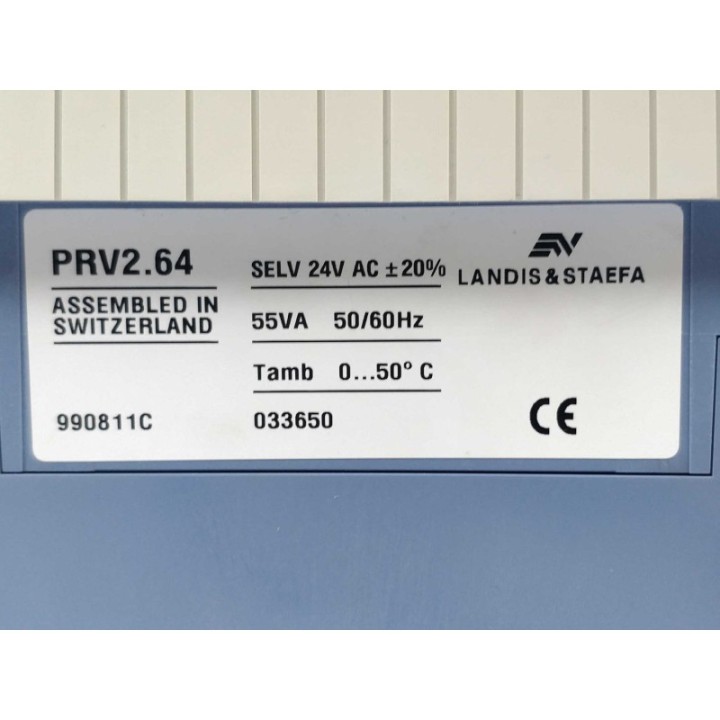 PRV2.64
ASSEMBLED IN
SWITZERLAND
990811C
SELV 24V AC ±20%
55VA 50/60Hz
Tamb 0...50° C
033650
LANDIS & STAEFA
CE